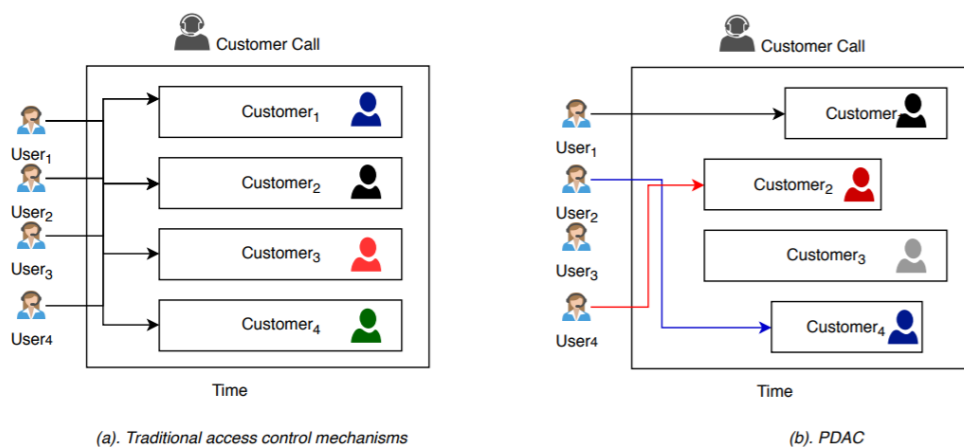 Customer Call
Customer1
User1
Customer2
User2
Customer3
User3
Customer4
User4
Time
(a). Traditional access control mechanisms
Customer Call
Customer
User1
Customer2
User2
Customer3
User3
Customer4
User4
Time
(b). PDAC